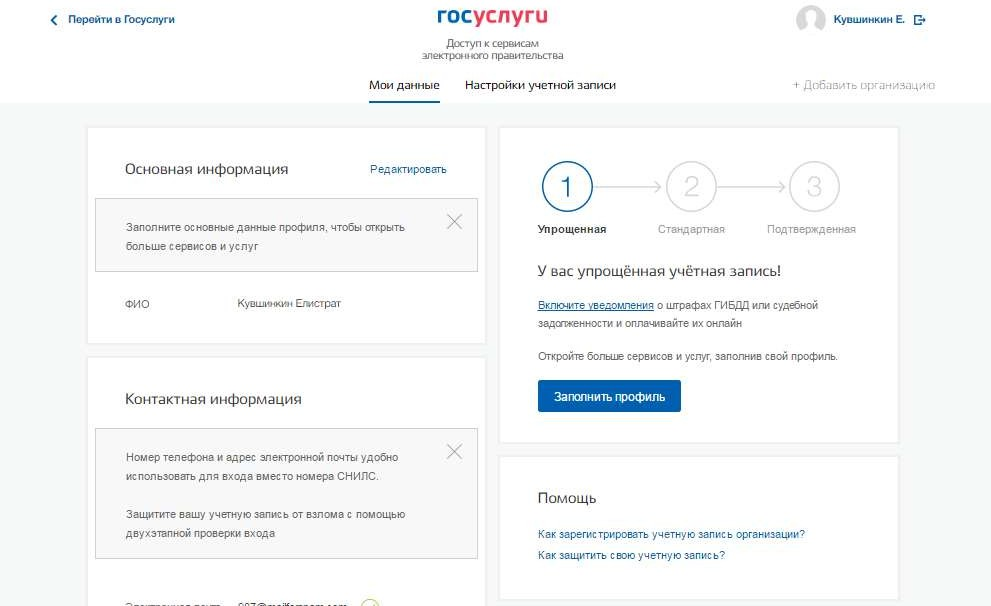 Перейти в Госуслуги
госуслуги
Кувшинкин Е.
Доступ к сервисам
электронного правительства
Мои данные
Настройки учетной записи
+ Добавить организацию
Основная информация
Редактировать
Заполните основные данные профиля, чтобы открыть
больше сервисов и услуг
ФИО
Кувшинкин Елистрат
Контактная информация
Номер телефона и адрес электронной почты удобно
использовать для входа вместо номера СНИЛС.
Защитите вашу учетную запись от взлома с помощью
двухэтапной проверки входа
Электронная почта
1
2
3
Упрощенная
Стандартная
Подтвержденная
У вас упрощённая учётная запись!
Включите уведомления о штрафах ГИБДД или судебной
задолженности и оплачивайте их онлайн
Откройте больше сервисов и услуг, заполнив свой профиль.
Заполнить профиль
Помощь
Как зарегистрировать учетную запись организации?
Как защитить свою учетную запись?